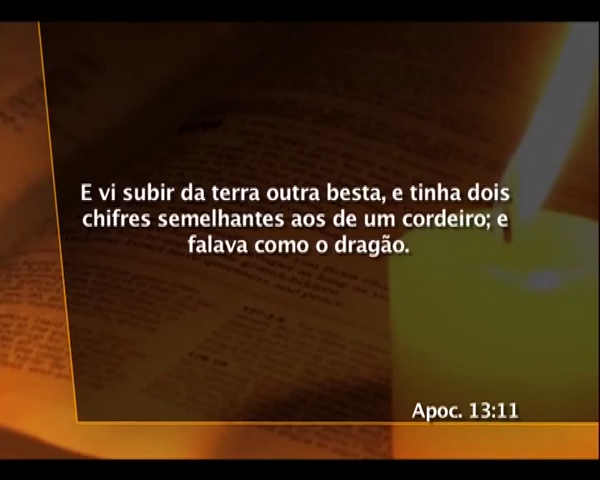 E vi subir da terra outra besta, e tinha dois
chifres semelhantes aos de um cordeiro; e
falava como o dragão.
Apoc. 13:11